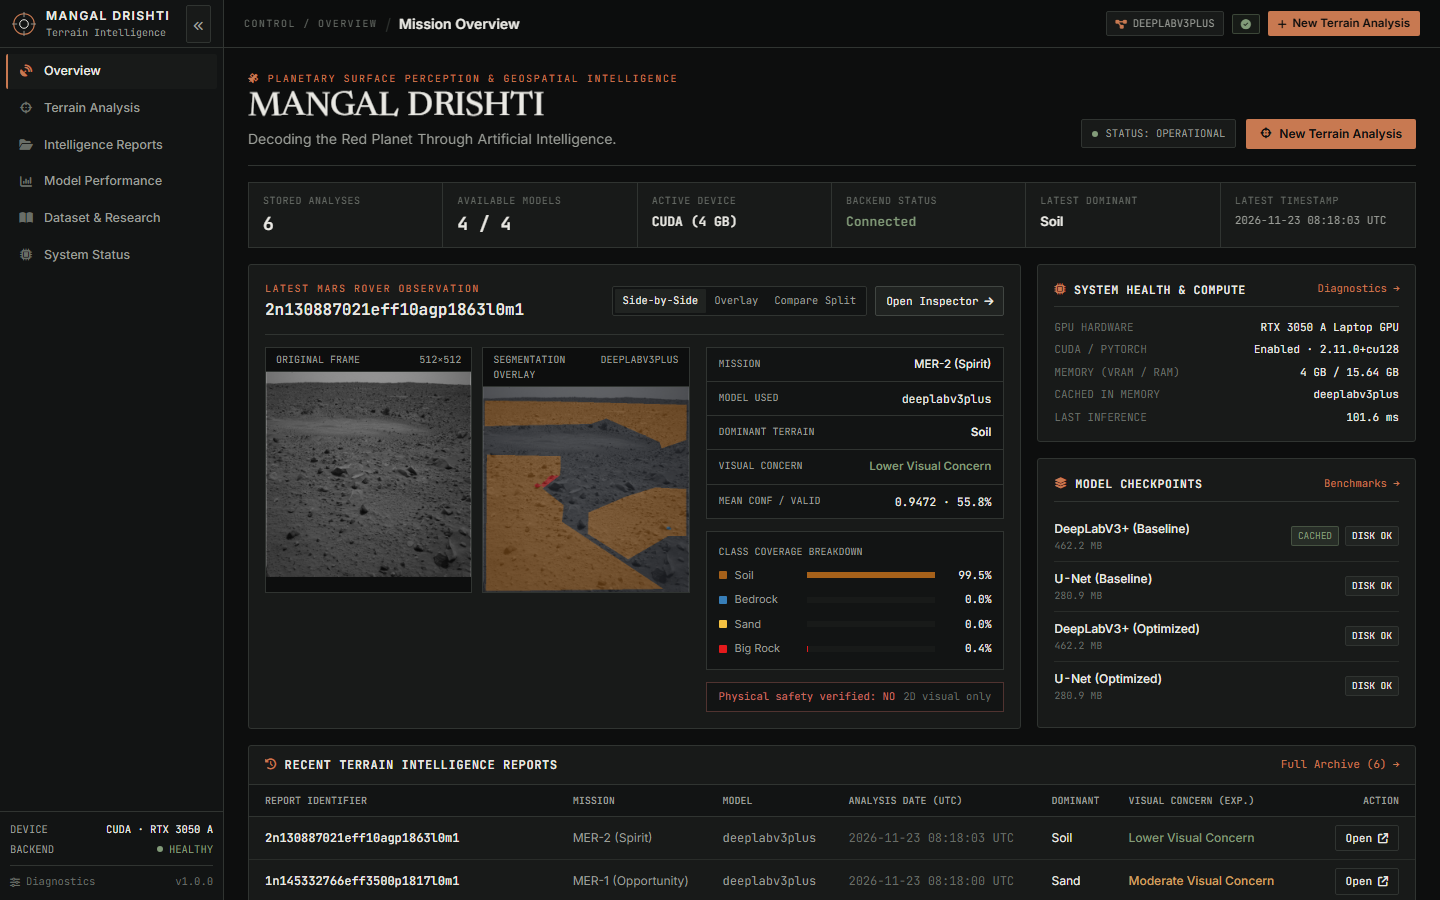 MANGAL DRISHTI
Terrain Intelligence
«
CONTROL / OVERVIEW / Mission Overview
DEEPLABV3PLUS
+ New Terrain Analysis
Overview
Terrain Analysis
Intelligence Reports
Model Performance
Dataset & Research
System Status
PLANETARY SURFACE PERCEPTION & GEOSPATIAL INTELLIGENCE
MANGAL DRISHTI
Decoding the Red Planet Through Artificial Intelligence.
STATUS: OPERATIONAL
New Terrain Analysis
STORED ANALYSES
6
AVAILABLE MODELS
4 / 4
ACTIVE DEVICE
CUDA (4 GB)
BACKEND STATUS
Connected
LATEST DOMINANT
Soil
LATEST TIMESTAMP
2026-11-23 08:18:03 UTC
LATEST MARS ROVER OBSERVATION
2n130887021eff10agp1863l0m1
Side-by-Side Overlay Compare Split
Open Inspector →
ORIGINAL FRAME 512×512
SEGMENTATION OVERLAY DEEPLABV3PLUS
MISSION MER-2 (Spirit)
MODEL USED deeplabv3plus
DOMINANT TERRAIN Soil
VISUAL CONCERN Lower Visual Concern
MEAN CONF / VALID 0.9472 · 55.8%
CLASS COVERAGE BREAKDOWN
Soil 99.5%
Bedrock 0.0%
Sand 0.0%
Big Rock 0.4%
Physical safety verified: NO 2D visual only
SYSTEM HEALTH & COMPUTE Diagnostics →
GPU HARDWARE RTX 3050 A Laptop GPU
CUDA / PYTORCH Enabled · 2.11.0+cu128
MEMORY (VRAM / RAM) 4 GB / 15.64 GB
CACHED IN MEMORY deeplabv3plus
LAST INFERENCE 101.6 ms
MODEL CHECKPOINTS Benchmarks →
DeepLabV3+ (Baseline)
462.2 MB
CACHED DISK OK
U-Net (Baseline)
280.9 MB
DISK OK
DeepLabV3+ (Optimized)
462.2 MB
DISK OK
U-Net (Optimized)
280.9 MB
DISK OK
RECENT TERRAIN INTELLIGENCE REPORTS Full Archive (6) →
REPORT IDENTIFIER MISSION MODEL ANALYSIS DATE (UTC) DOMINANT VISUAL CONCERN (EXP.) ACTION
2n130887021eff10agp1863l0m1 MER-2 (Spirit) deeplabv3plus 2026-11-23 08:18:03 UTC Soil Lower Visual Concern Open
1n145332766eff3500p1817l0m1 MER-1 (Opportunity) deeplabv3plus 2026-11-23 08:18:00 UTC Sand Moderate Visual Concern Open
DEVICE CUDA · RTX 3050 A
BACKEND HEALTHY
Diagnostics v1.0.0